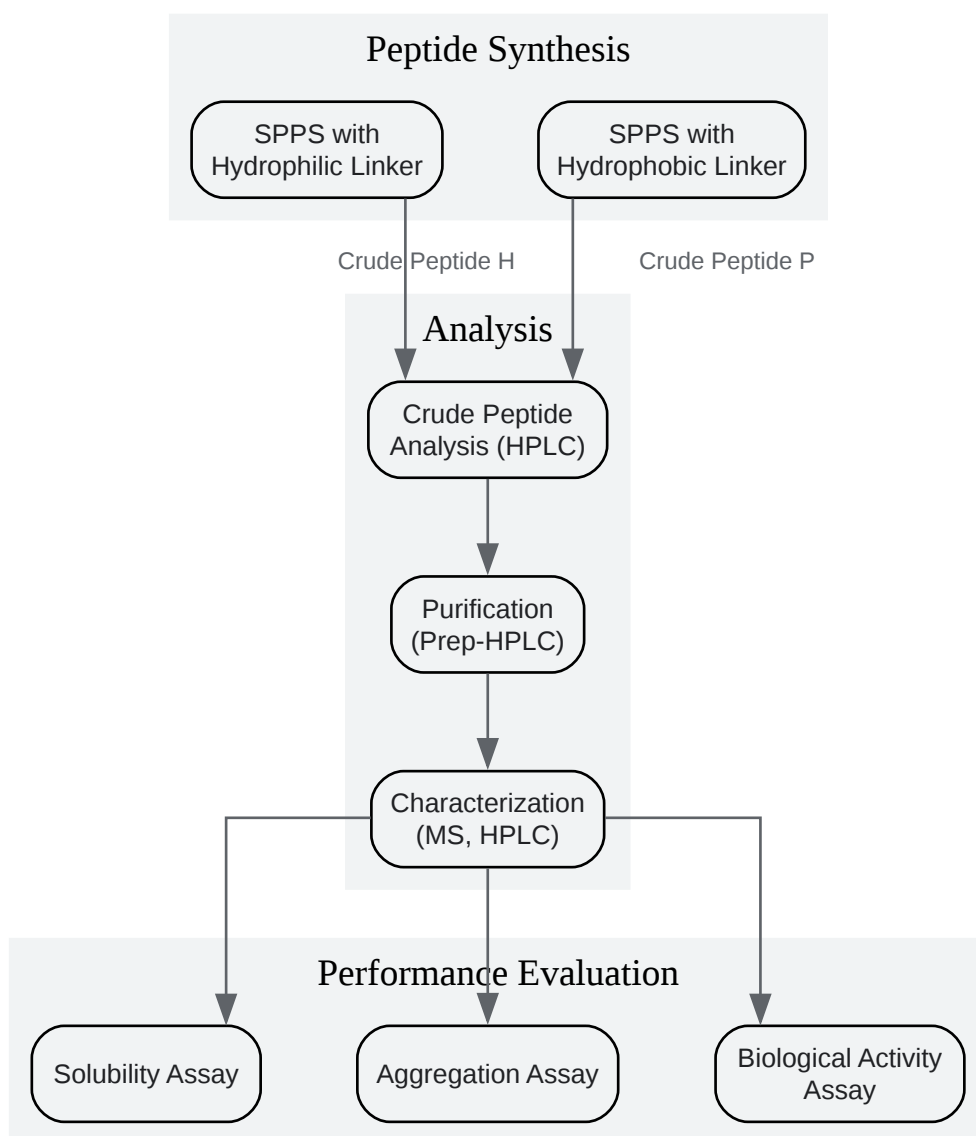 Peptide Synthesis
SPPS with
Hydrophilic Linker
SPPS with
Hydrophobic Linker
Crude Peptide H
Crude Peptide P
Analysis
Crude Peptide
Analysis (HPLC)
Purification
(Prep-HPLC)
Characterization
(MS, HPLC)
Performance Evaluation
Solubility Assay
Aggregation Assay
Biological Activity
Assay